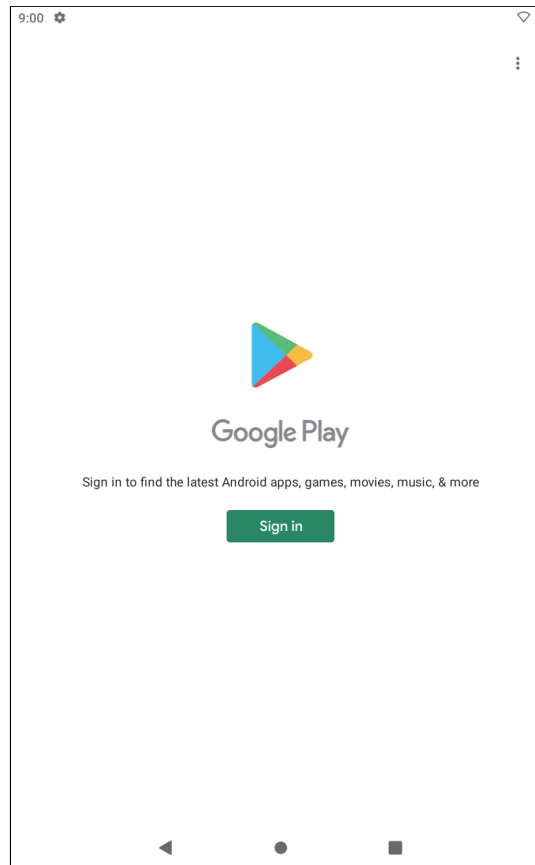 9:00
Google Play
Sign in to find the latest Android apps, games, movies, music, & more
Sign in